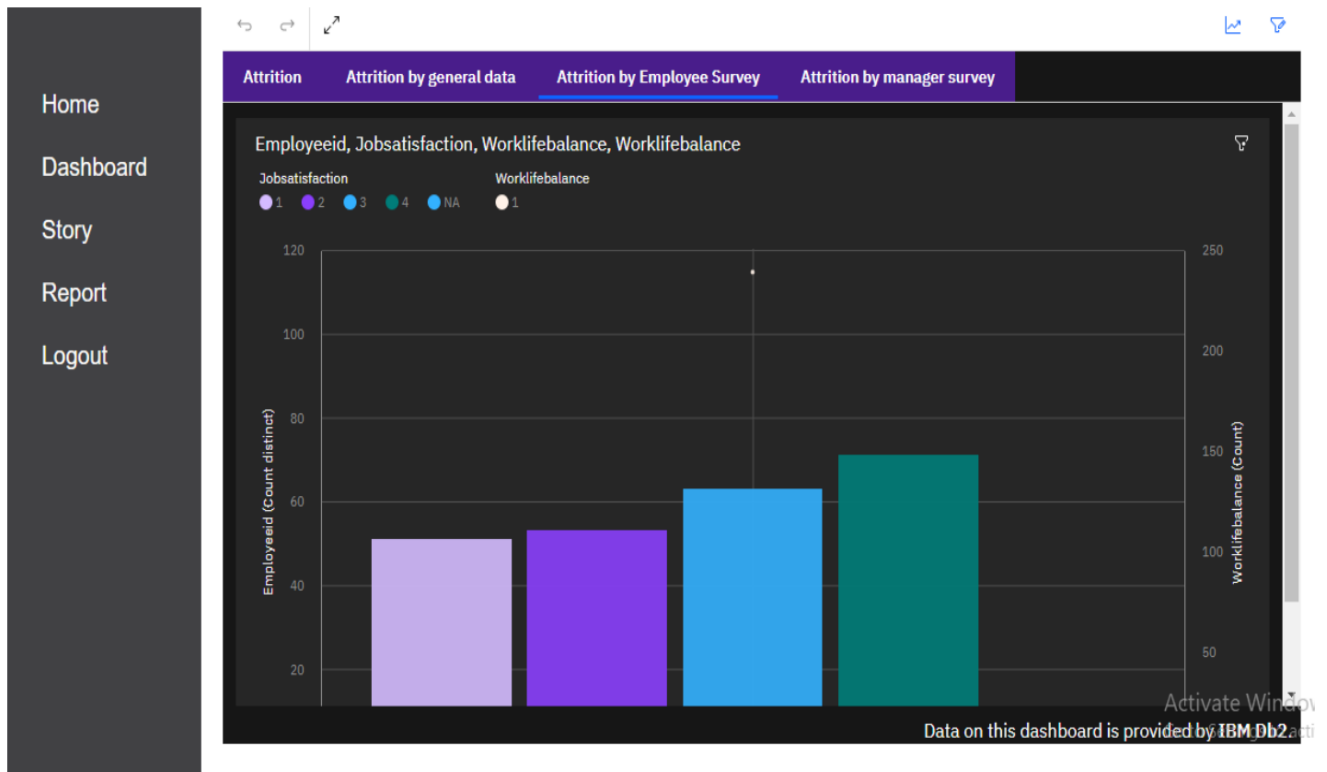 Home
Dashboard
Story
Report
Logout
Attrition Attrition by general data Attrition by Employee Survey Attrition by manager survey
Employeeid, Jobsatisfaction, Worklifebalance, Worklifebalance
Jobsatisfaction Worklifebalance
1 2 3 4 NA 1
120
100
80
60
40
20
Employeeid (Count distinct)
250
200
150
100
50
Worklifebalance (Count)
Activate Window
Data on this dashboard is provided by IBM Db2.